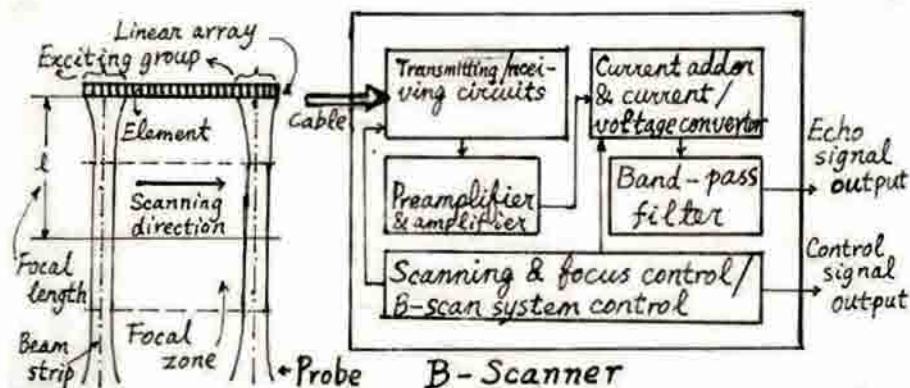 Linear array
Exciting group
Element
l
Scanning
direction
Focal
length
Beam
strip
Focal
zone
Probe
Cable
Transmitting/recei-
ving circuits
Preamplifier
& amplifier
Current adder
& current/
voltage convertor
Band-pass
filter
Scanning & focus control/
B-scan system control
Echo
signal
output
Control
signal
output
B-Scanner